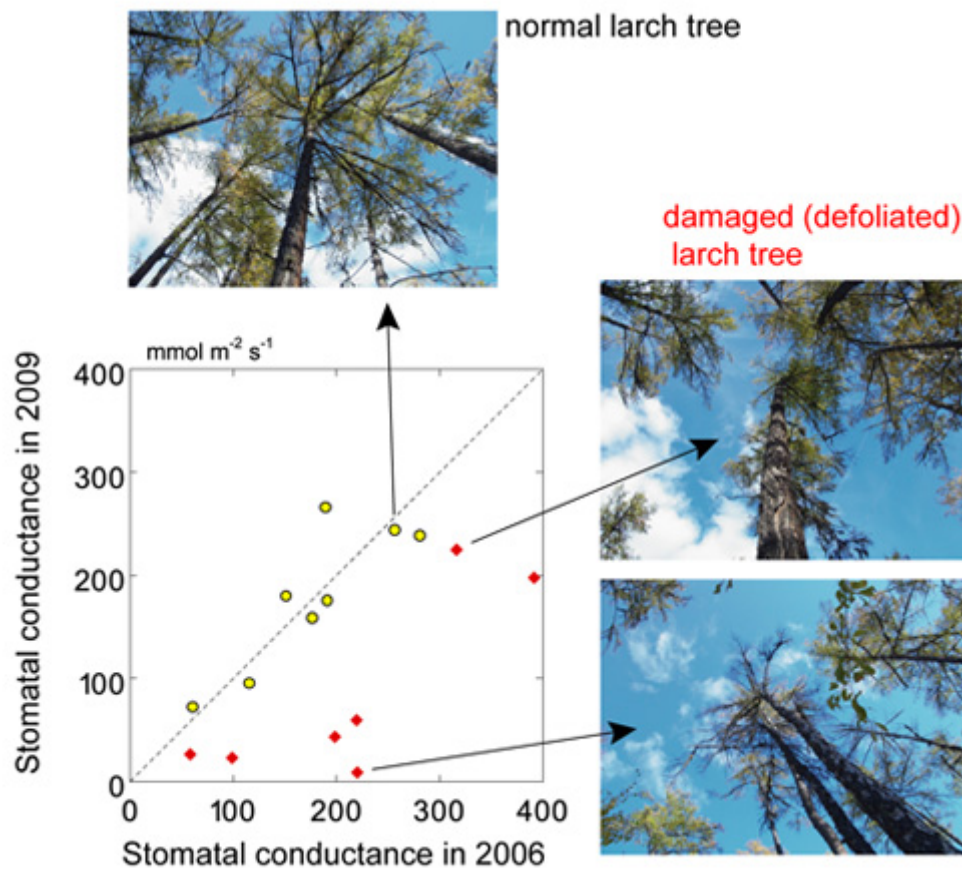 normal larch tree
damaged (defoliated)
larch tree
mmol m⁻² s⁻¹
Stomatal conductance in 2009
400
300
200
100
0
0 100 200 300 400
Stomatal conductance in 2006